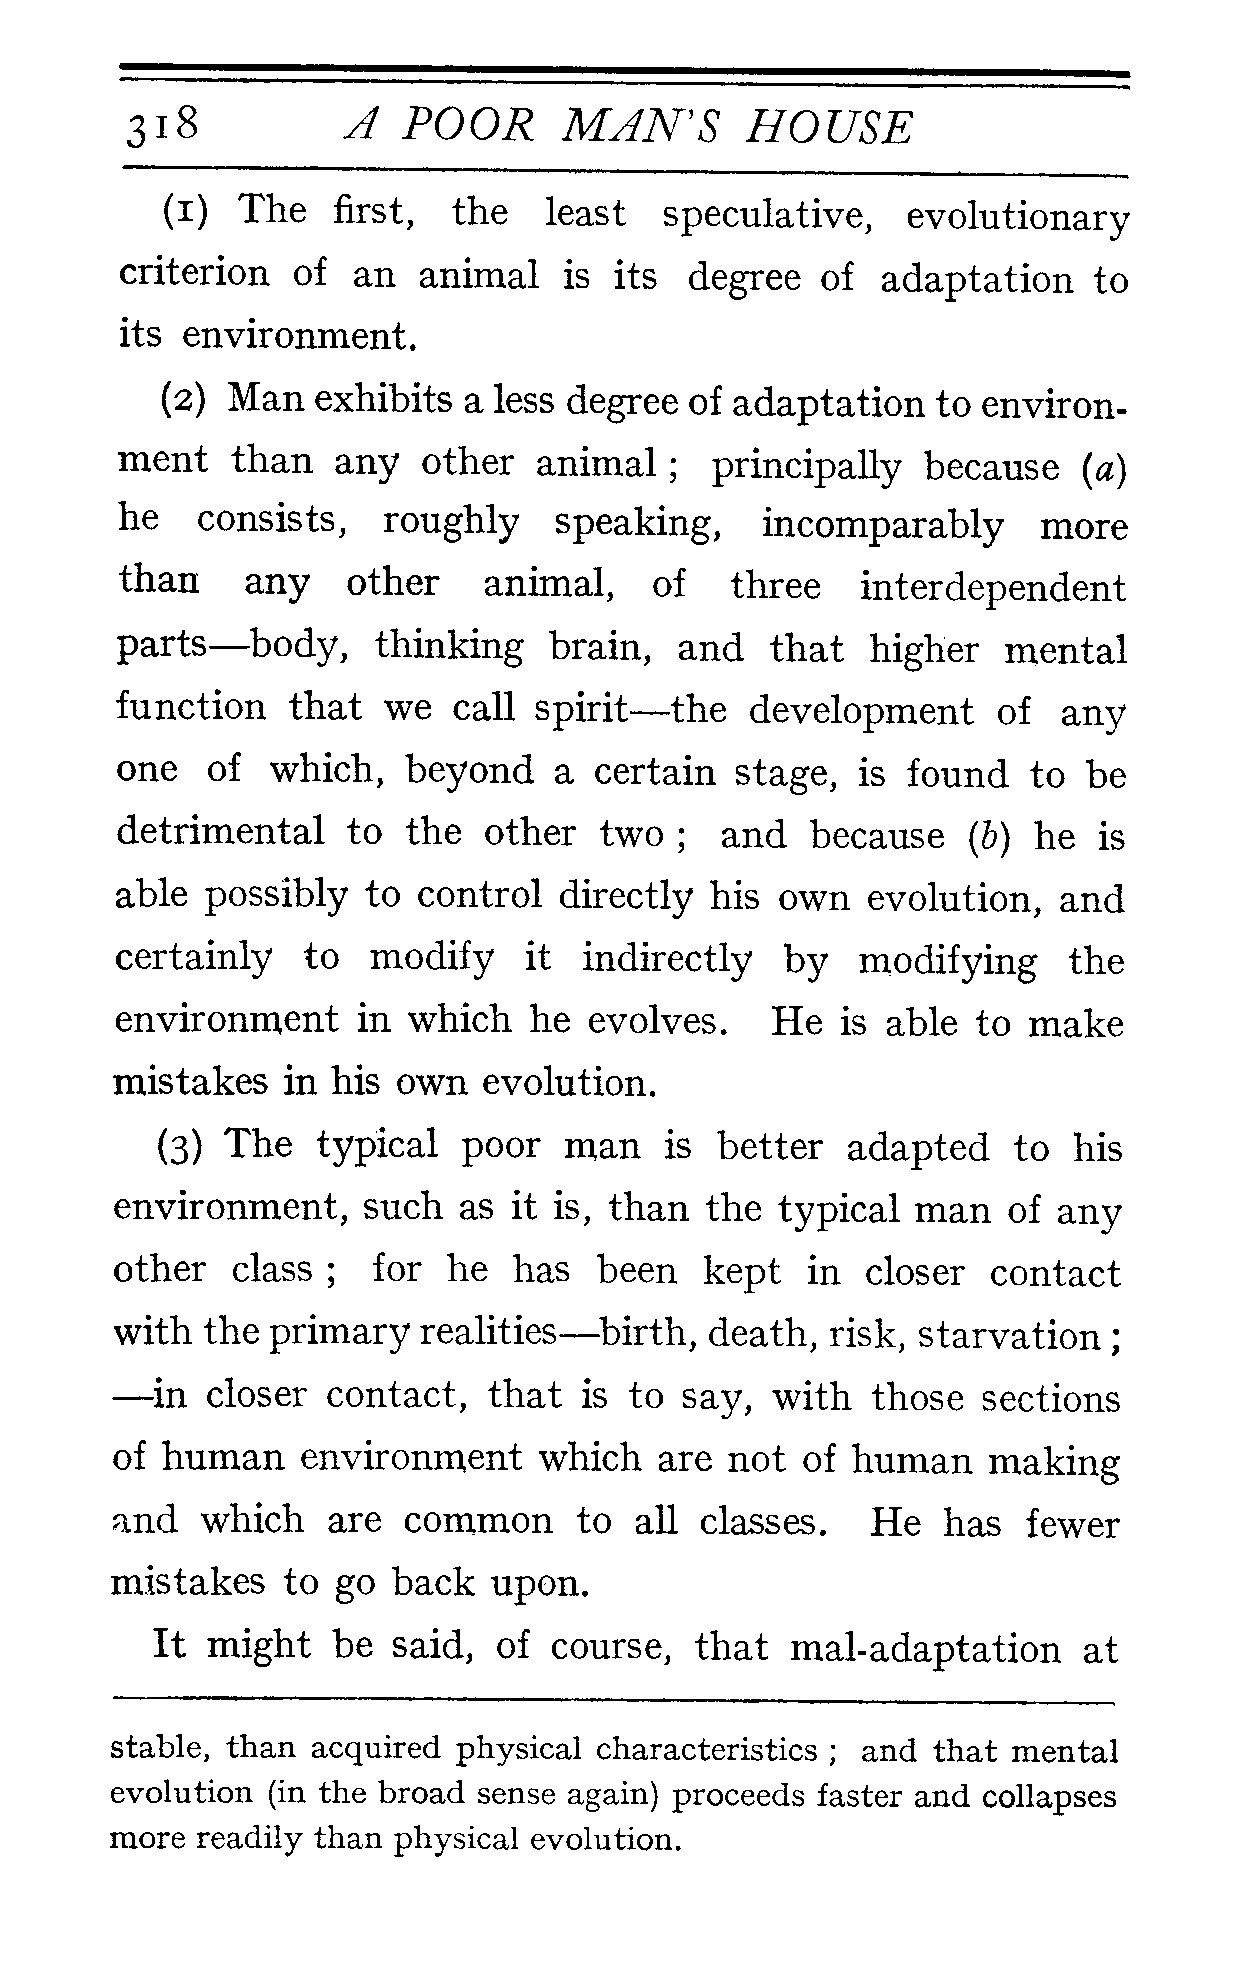 318 A POOR MAN'S HOUSE
(1) The first, the least speculative, evolutionary
criterion of an animal is its degree of adaptation to
its environment.
(2) Man exhibits a less degree of adaptation to environ-
ment than any other animal ; principally because (a)
he consists, roughly speaking, incomparably more
than any other animal, of three interdependent
parts—body, thinking brain, and that higher mental
function that we call spirit—the development of any
one of which, beyond a certain stage, is found to be
detrimental to the other two ; and because (b) he is
able possibly to control directly his own evolution, and
certainly to modify it indirectly by modifying the
environment in which he evolves. He is able to make
mistakes in his own evolution.
(3) The typical poor man is better adapted to his
environment, such as it is, than the typical man of any
other class ; for he has been kept in closer contact
with the primary realities—birth, death, risk, starvation ;
—in closer contact, that is to say, with those sections
of human environment which are not of human making
and which are common to all classes. He has fewer
mistakes to go back upon.
It might be said, of course, that mal-adaptation at
stable, than acquired physical characteristics ; and that mental
evolution (in the broad sense again) proceeds faster and collapses
more readily than physical evolution.